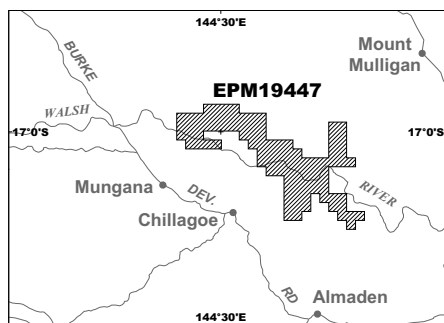 144°30'E
BURKE
Mount
Mulligan
EPM19447
WALSH
17°0'S
17°0'S
Mungana
DEV.
RIVER
Chillagoe
RD
144°30'E
Almaden